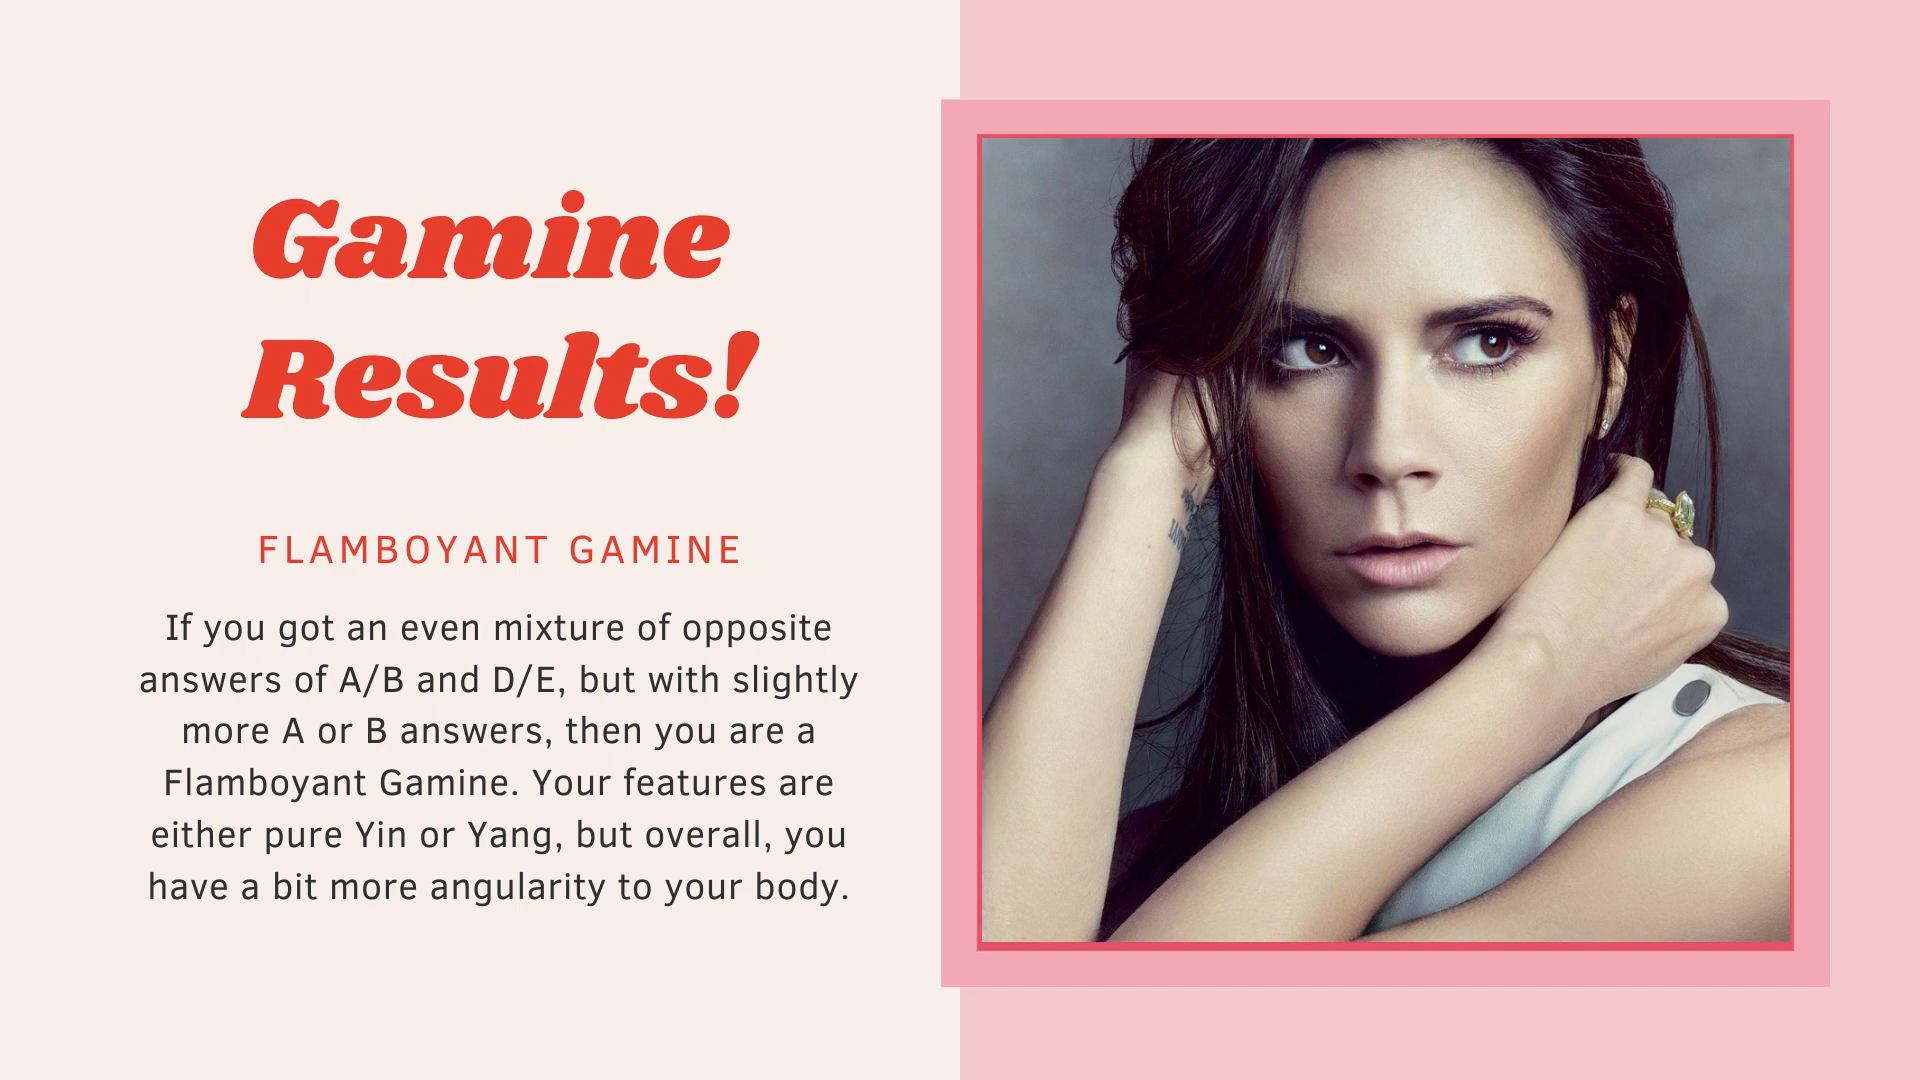 Gamine
Results!
FLAMBOYANT GAMINE
If you got an even mixture of opposite
answers of A/B and D/E, but with slightly
more A or B answers, then you are a
Flamboyant Gamine. Your features are
either pure Yin or Yang, but overall, you
have a bit more angularity to your body.